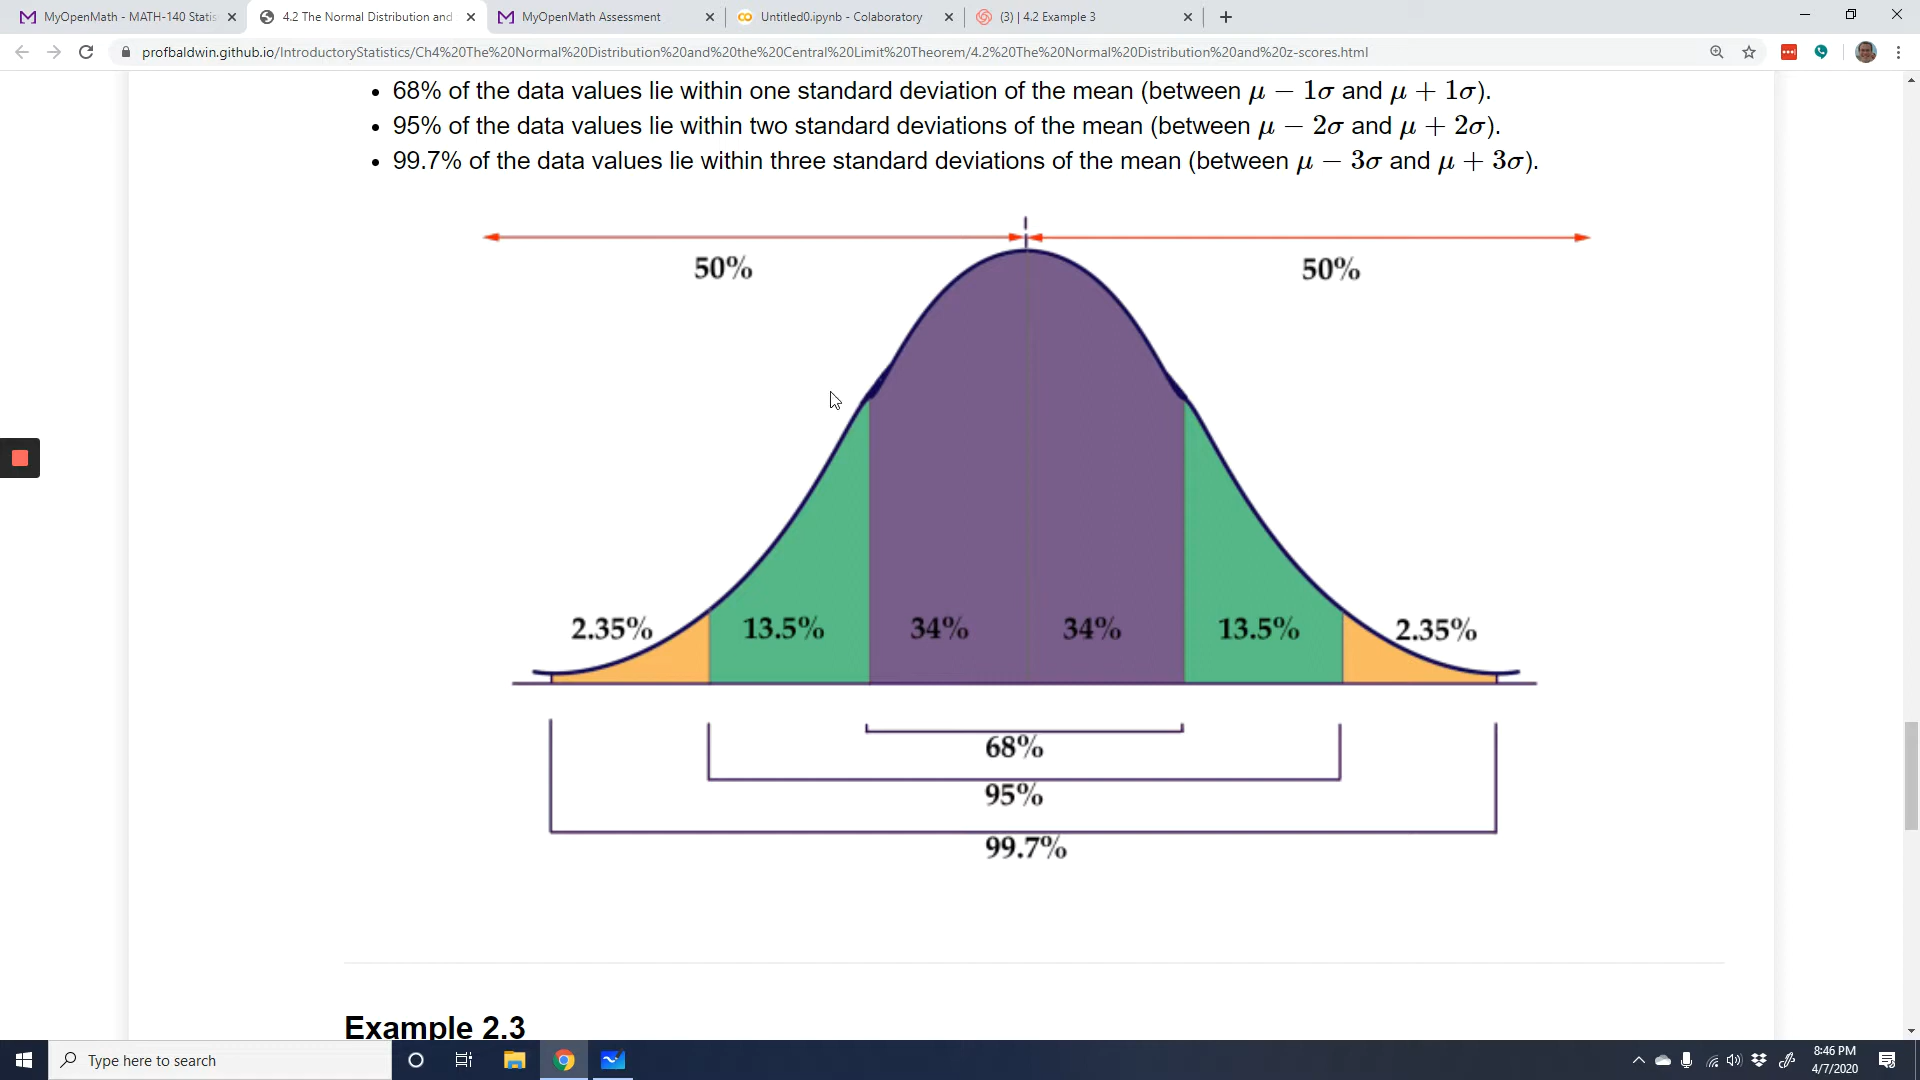 MyOpenMath - MATH-140 Statis
4.2 The Normal Distribution and
MyOpenMath Assessment
Untitled0.ipynb - Colaboratory
(3) | 4.2 Example 3
profbaldwin.github.io/IntroductoryStatistics/Ch4%20The%20Normal%20Distribution%20and%20the%20Central%20Limit%20Theorem/4.2%20The%20Normal%20Distribution%20and%20z-scores.html
• 68% of the data values lie within one standard deviation of the mean (between μ − 1σ and μ + 1σ).
• 95% of the data values lie within two standard deviations of the mean (between μ − 2σ and μ + 2σ).
• 99.7% of the data values lie within three standard deviations of the mean (between μ − 3σ and μ + 3σ).
50% 50%
2.35% 13.5% 34% 34% 13.5% 2.35%
68%
95%
99.7%
Example 2.3
Type here to search
8:46 PM
4/7/2020